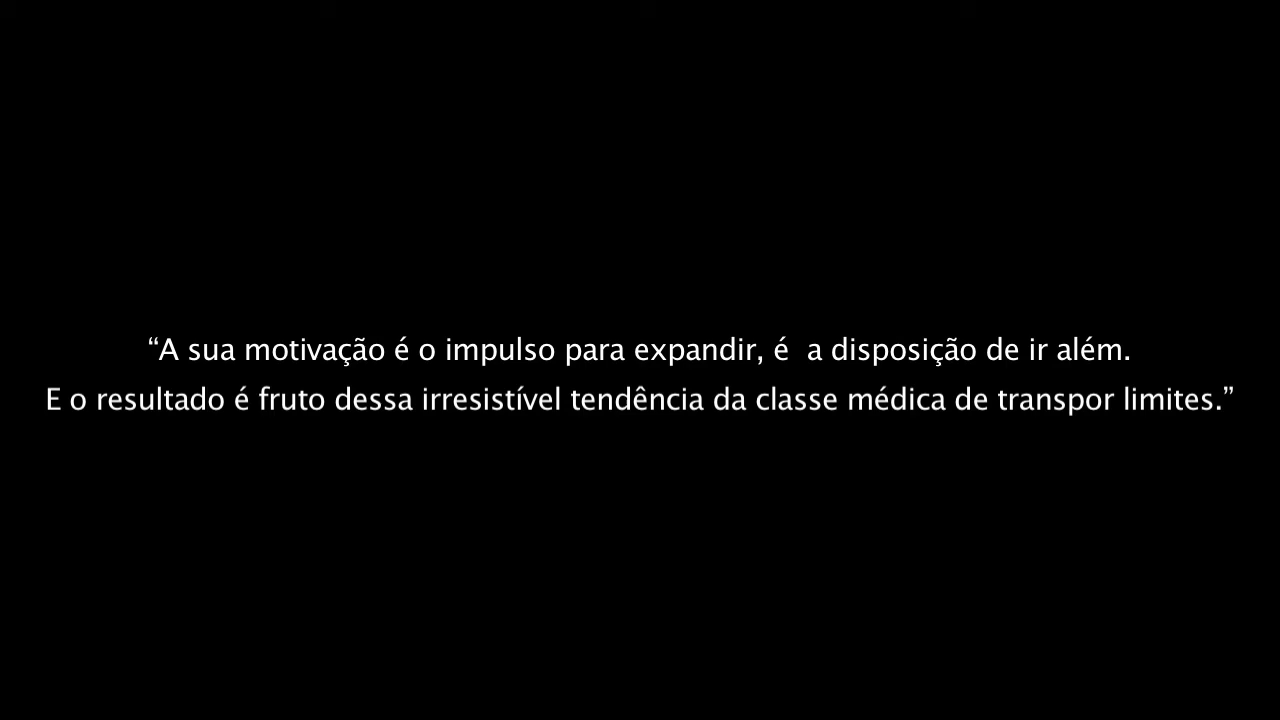 “A sua motivação é o impulso para expandir, é  a disposição de ir além.
E o resultado é fruto dessa irresistível tendência da classe médica de transpor limites.”